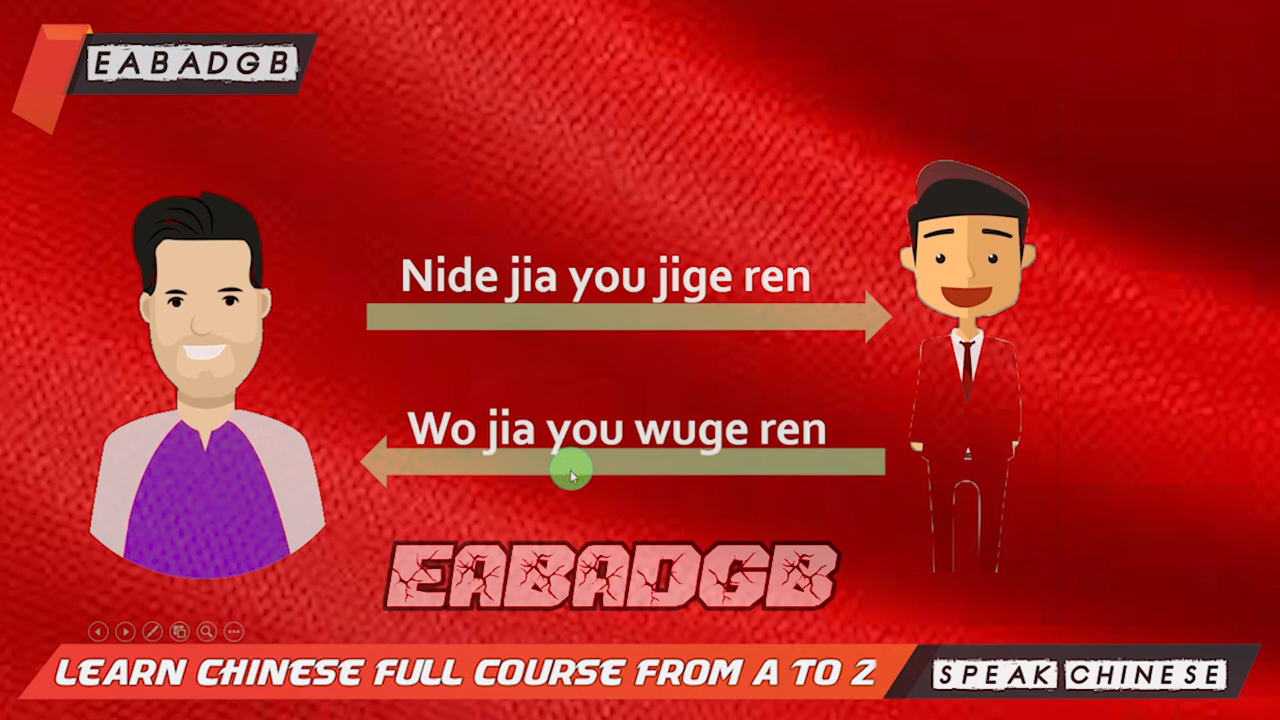 EABADGB
Nide jia you jige ren
Wo jia you wuge ren
EABADGB
LEARN CHINESE FULL COURSE FROM A TO Z
SPEAK CHINESE